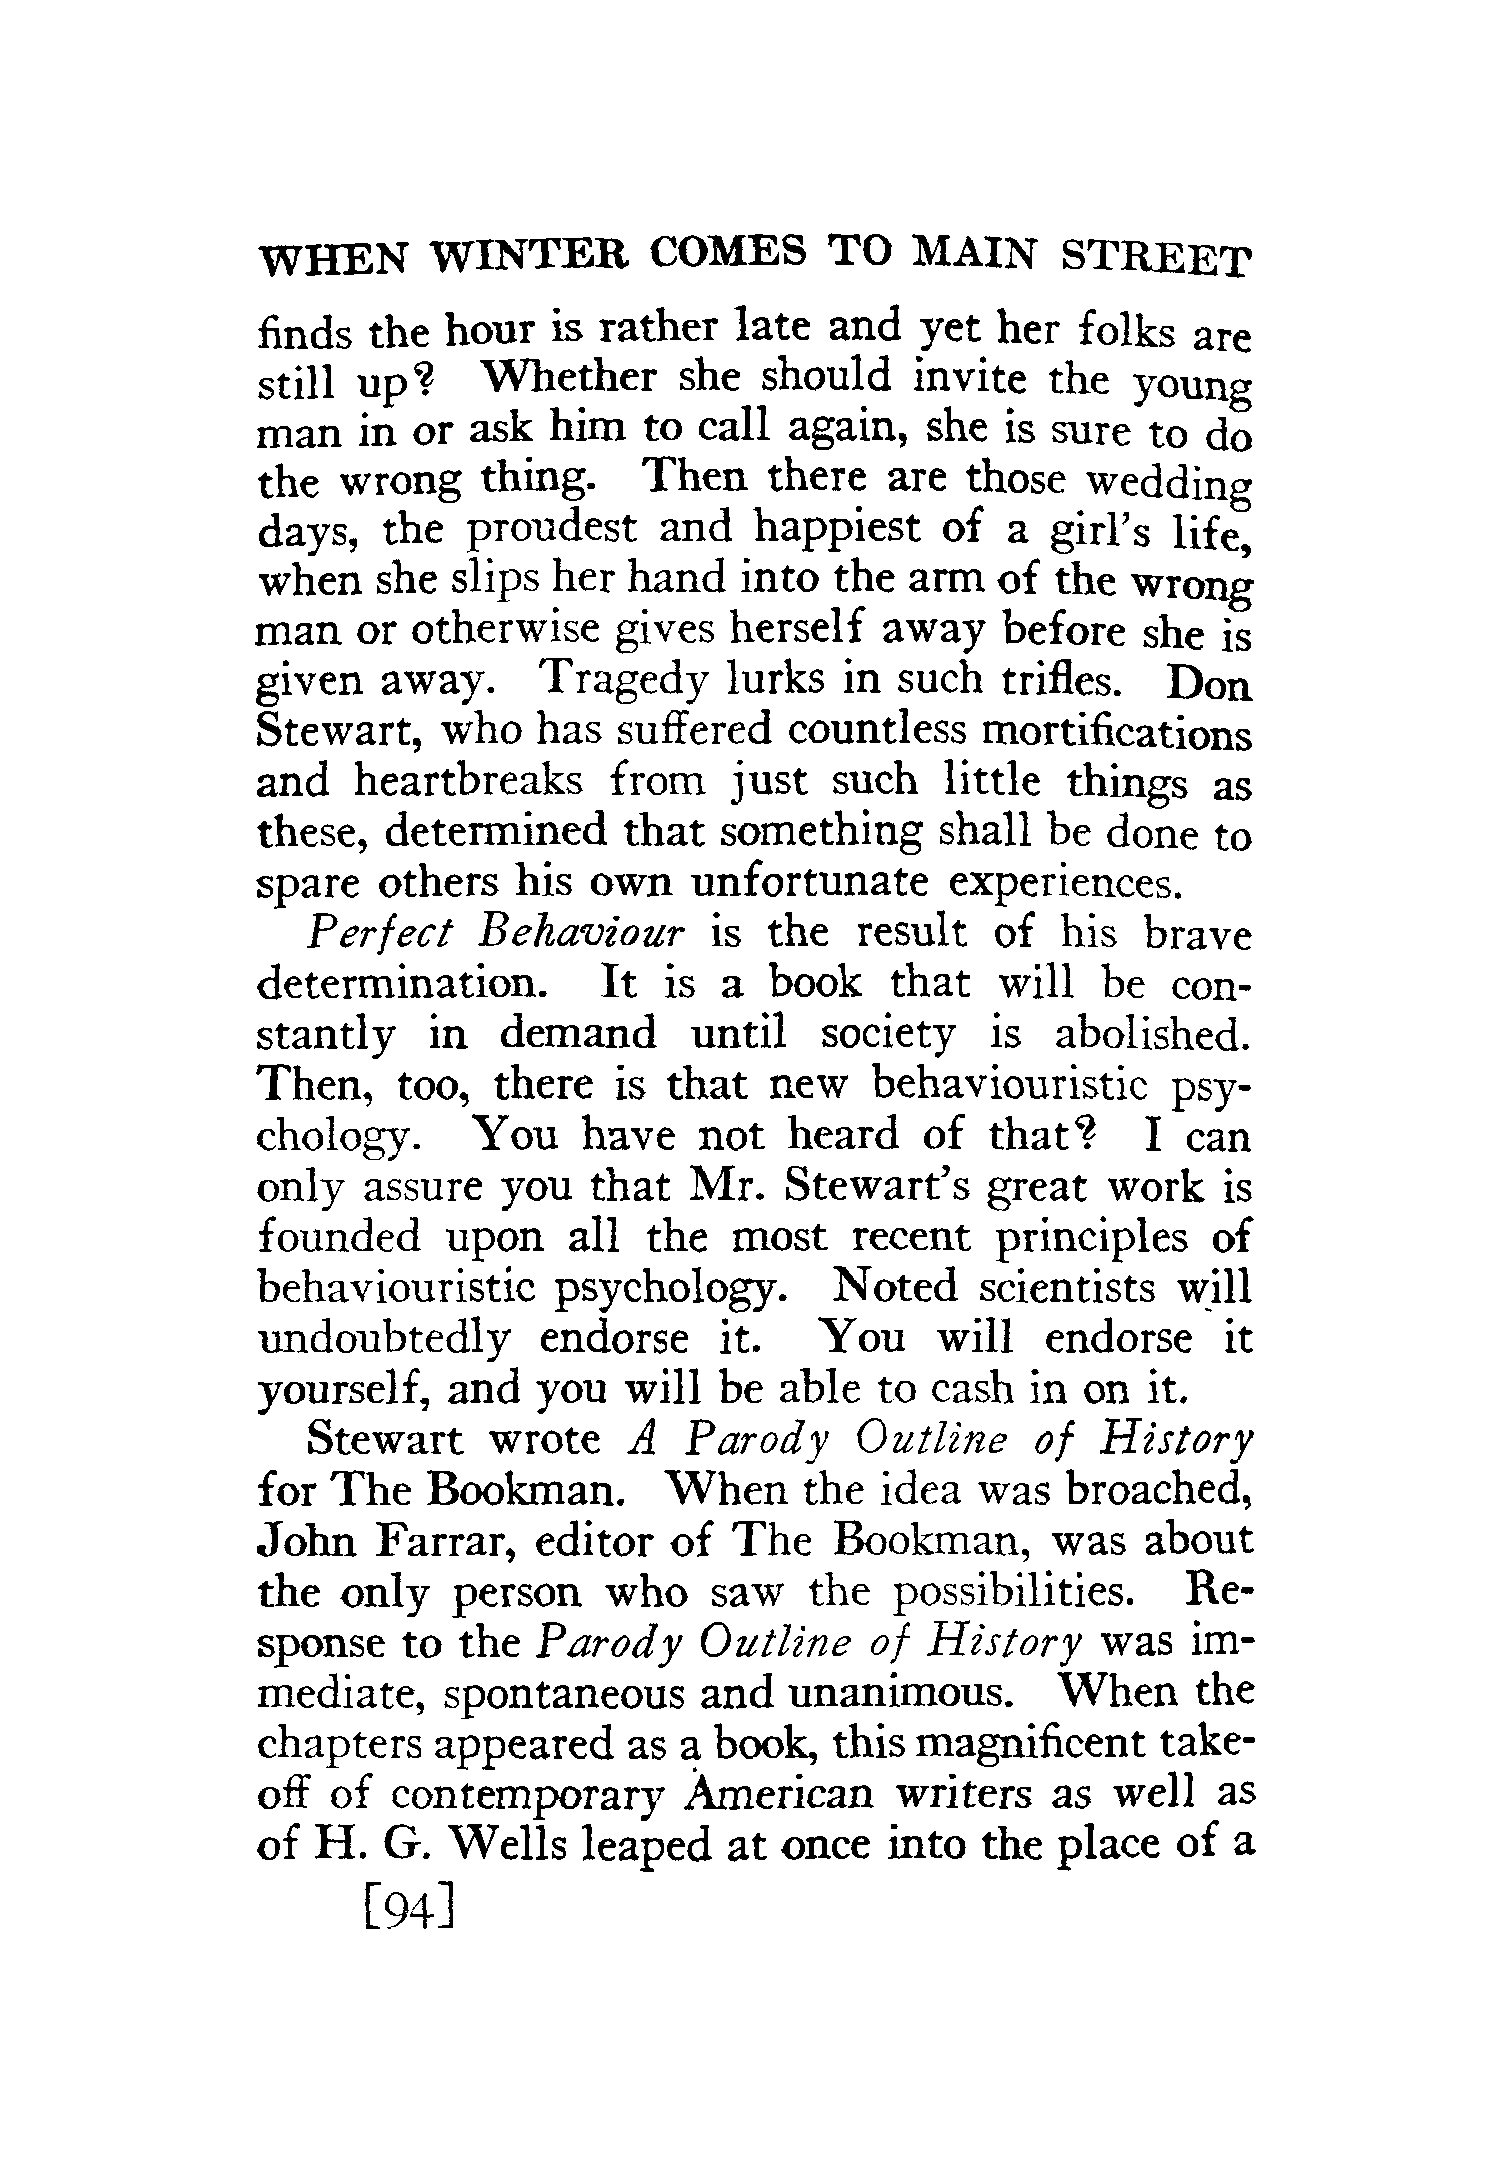 WHEN WINTER COMES TO MAIN STREET
finds the hour is rather late and yet her folks are
still up? Whether she should invite the young
man in or ask him to call again, she is sure to do
the wrong thing. Then there are those wedding
days, the proudest and happiest of a girl's life,
when she slips her hand into the arm of the wrong
man or otherwise gives herself away before she is
given away. Tragedy lurks in such trifles. Don
Stewart, who has suffered countless mortifications
and heartbreaks from just such little things as
these, determined that something shall be done to
spare others his own unfortunate experiences.
Perfect Behaviour is the result of his brave
determination. It is a book that will be con-
stantly in demand until society is abolished.
Then, too, there is that new behaviouristic psy-
chology. You have not heard of that? I can
only assure you that Mr. Stewart's great work is
founded upon all the most recent principles of
behaviouristic psychology. Noted scientists will
undoubtedly endorse it. You will endorse it
yourself, and you will be able to cash in on it.
Stewart wrote A Parody Outline of History
for The Bookman. When the idea was broached,
John Farrar, editor of The Bookman, was about
the only person who saw the possibilities. Re-
sponse to the Parody Outline of History was im-
mediate, spontaneous and unanimous. When the
chapters appeared as a book, this magnificent take-
off of contemporary American writers as well as
of H. G. Wells leaped at once into the place of a
[94]